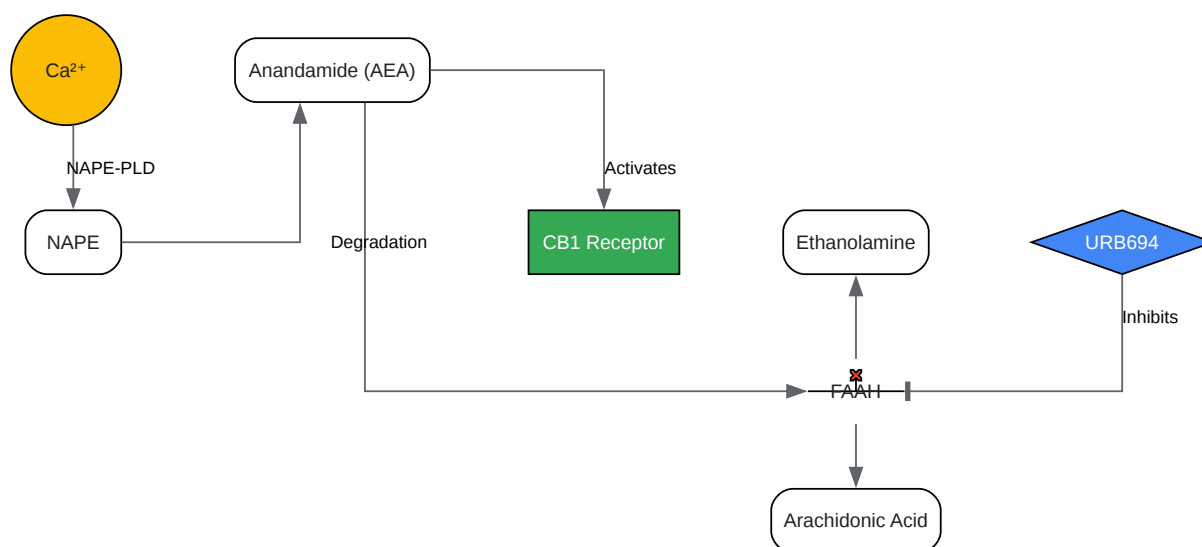 Ca²⁺
Anandamide (AEA)
NAPE-PLD
Activates
NAPE
Degradation
CB1 Receptor
Ethanolamine
URB694
Inhibits
FAAH
Arachidonic Acid